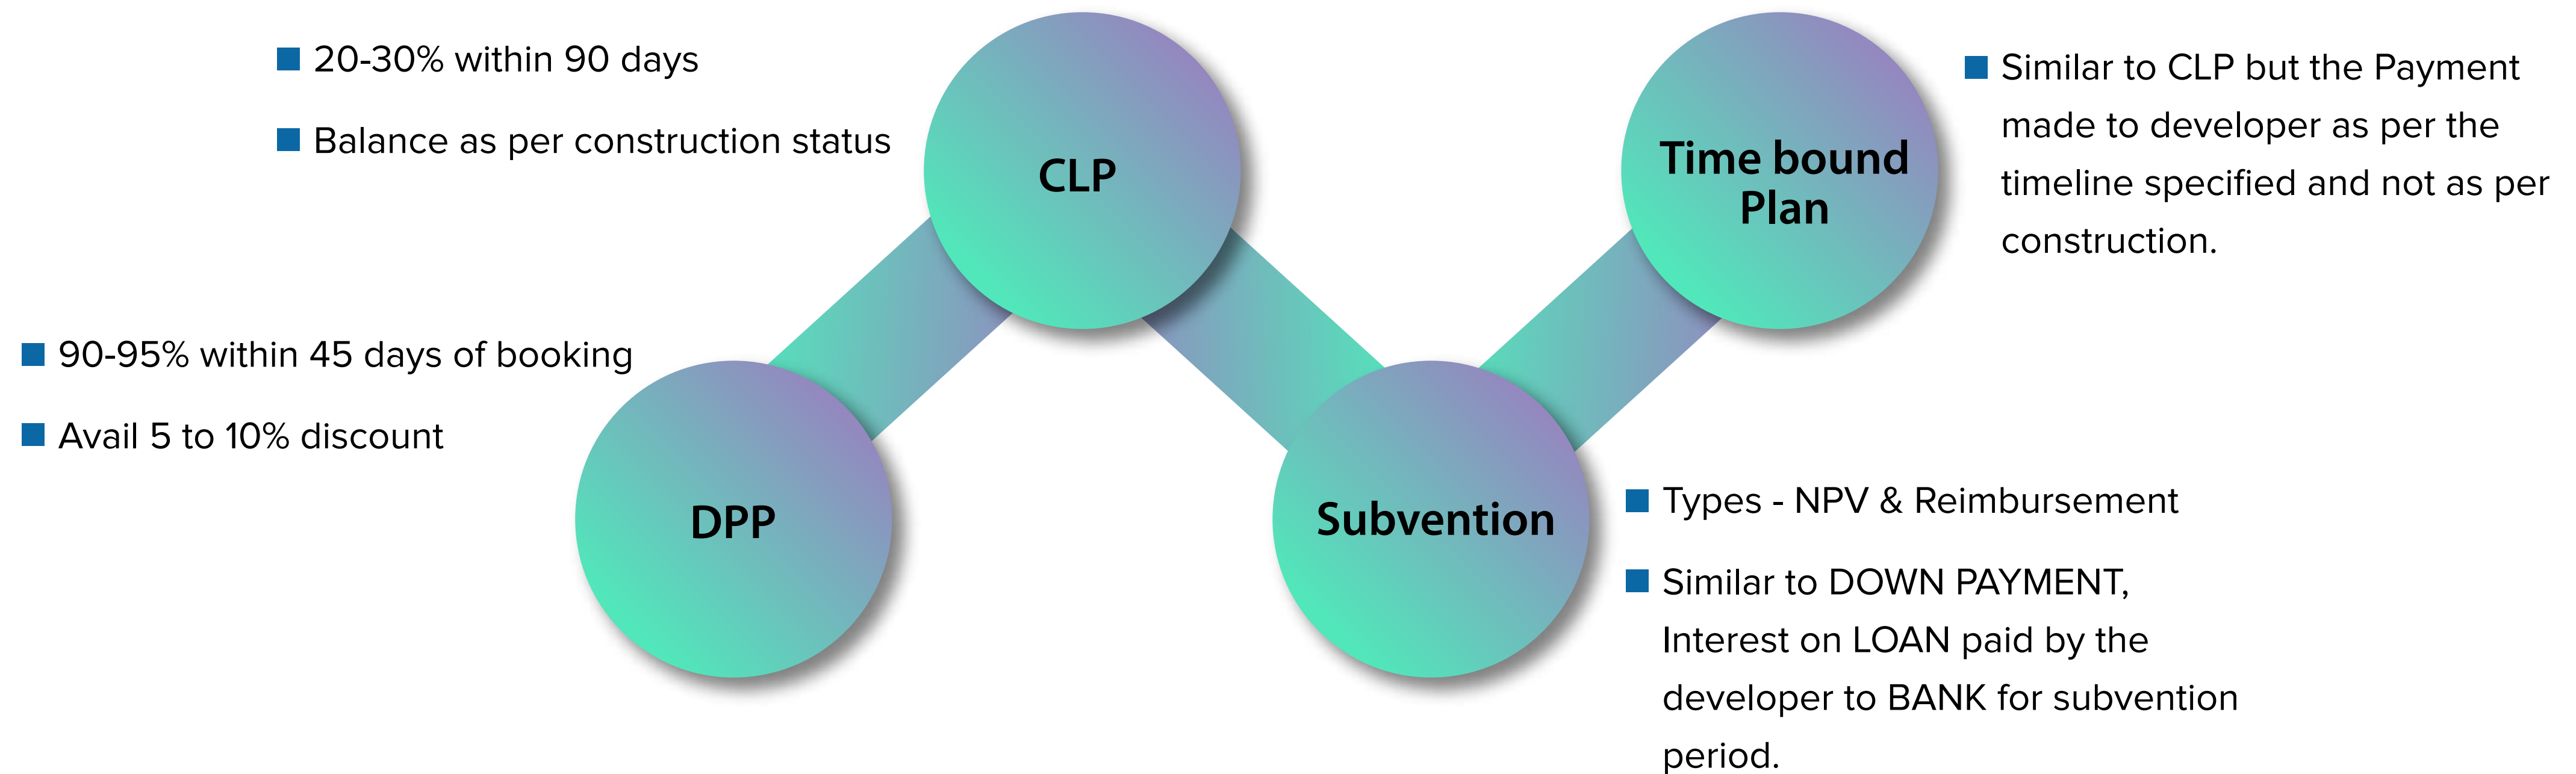 20-30% within 90 days
Balance as per construction status
CLP
Time bound
Plan
Similar to CLP but the Payment
made to developer as per the
timeline specified and not as per
construction.
90-95% within 45 days of booking
Avail 5 to 10% discount
DPP
Subvention
Types - NPV & Reimbursement
Similar to DOWN PAYMENT,
Interest on LOAN paid by the
developer to BANK for subvention
period.